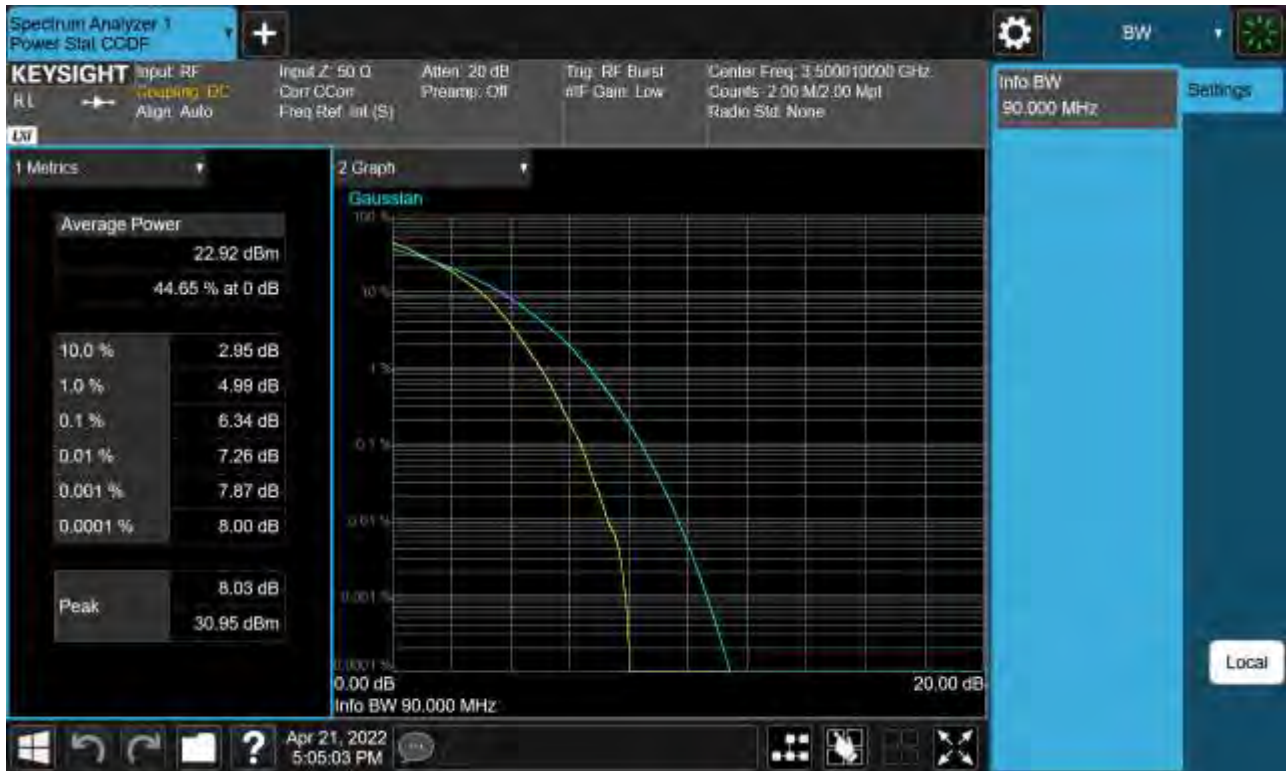 Spectrum Analyzer 1
Power Stat CCDF
+
BW
KEYSIGHT
RL
LXI
Input: RF
Coupling: DC
Align: Auto
Input Z: 50 Ω
Corr CCorr
Freq Ref: Int (S)
Atten: 20 dB
Preamp: Off
Trig: RF Burst
#IF Gain: Low
Center Freq: 3.500010000 GHz
Counts: 2.00 M/2.00 Mpt
Radio Std: None
Info BW
90.000 MHz
Settings
1 Metrics
Average Power
22.92 dBm
44.65 % at 0 dB
10.0 % 2.95 dB
1.0 % 4.99 dB
0.1 % 6.34 dB
0.01 % 7.26 dB
0.001 % 7.87 dB
0.0001 % 8.00 dB
Peak
8.03 dB
30.95 dBm
2 Graph
Gaussian
100 %
10 %
1 %
0.1 %
0.01 %
0.001 %
0.0001 %
0.00 dB
20.00 dB
Info BW 90.000 MHz
Local
?
Apr 21, 2022
5:05:03 PM